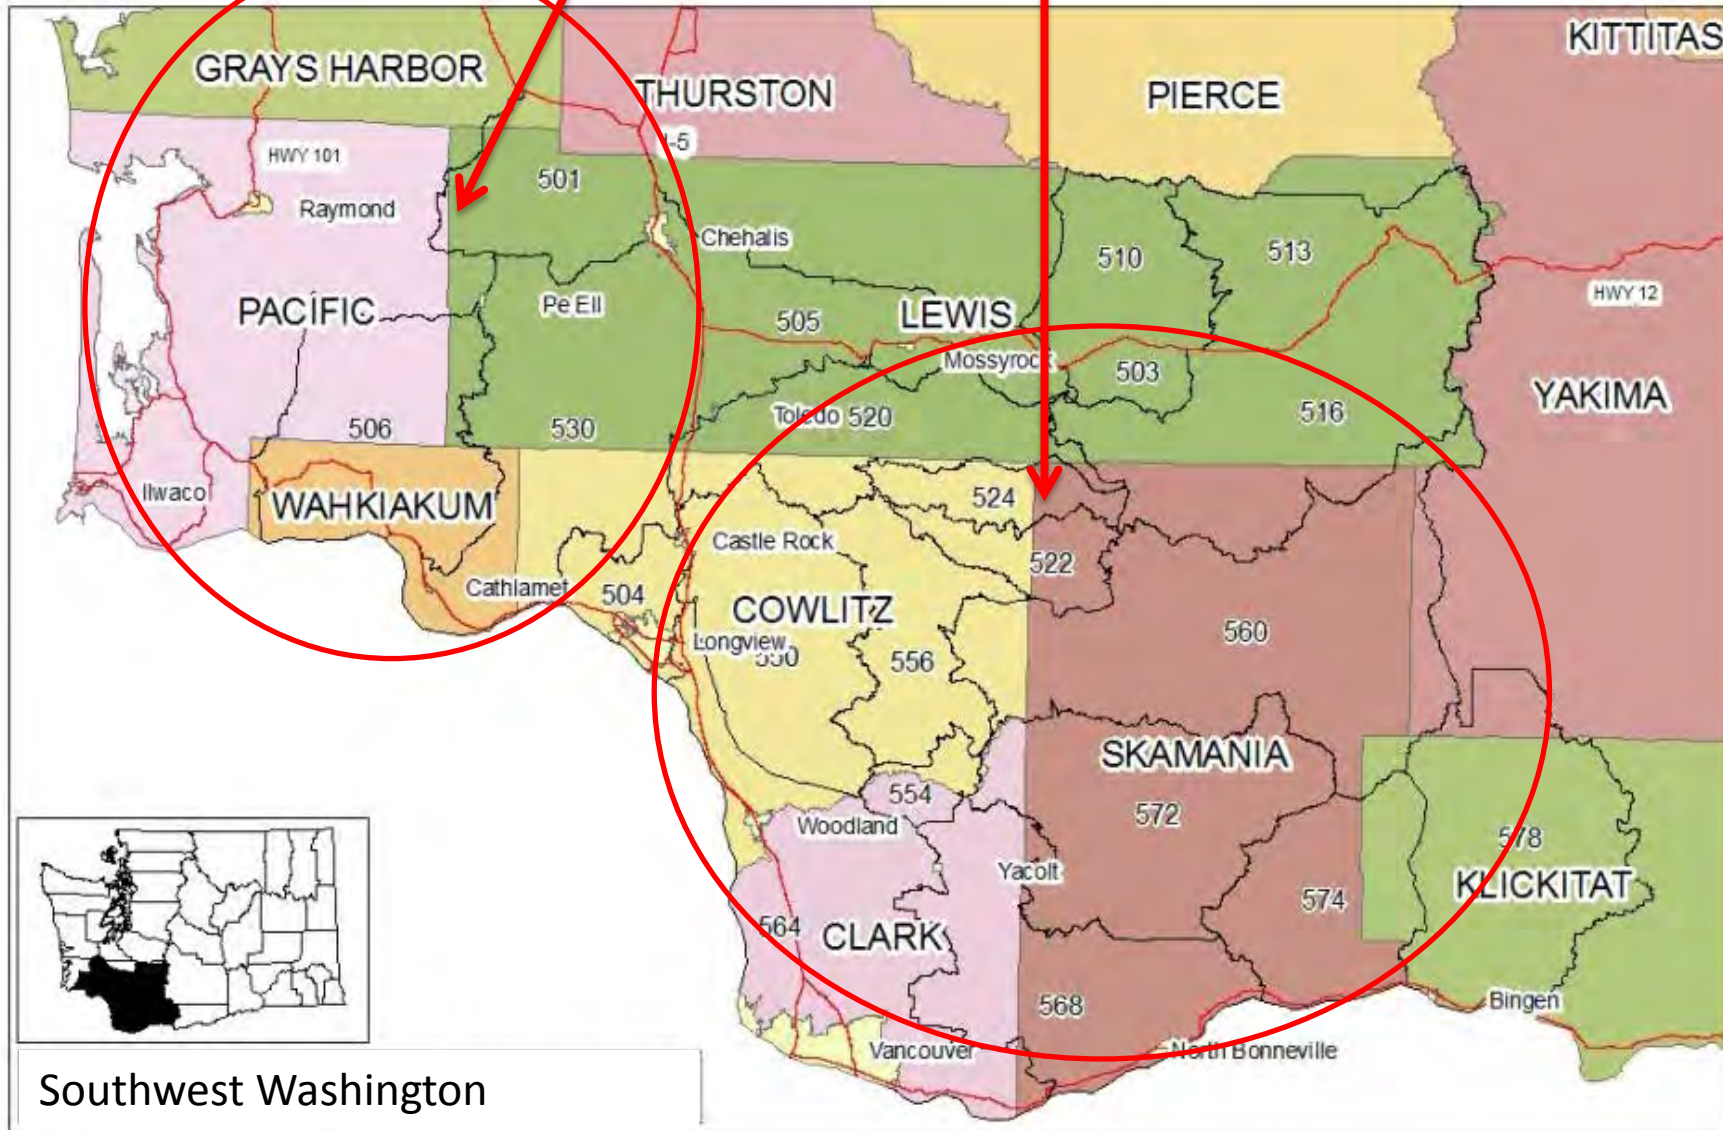 KITTITAS
GRAYS HARBOR
THURSTON
PIERCE
I-5
HWY 101
501
Raymond
Chehalis
510
513
HWY 12
PACIFIC
Pe Ell
505
LEWIS
Mossyrock
503
YAKIMA
506
530
Toledo
520
516
Ilwaco
WAHKIAKUM
524
Castle Rock
522
Cathlamet
504
COWLITZ
560
Longview
550
556
SKAMANIA
554
572
Woodland
578
Yacolt
KLICKITAT
574
564
CLARK
568
Bingen
Vancouver
North Bonneville
Southwest Washington